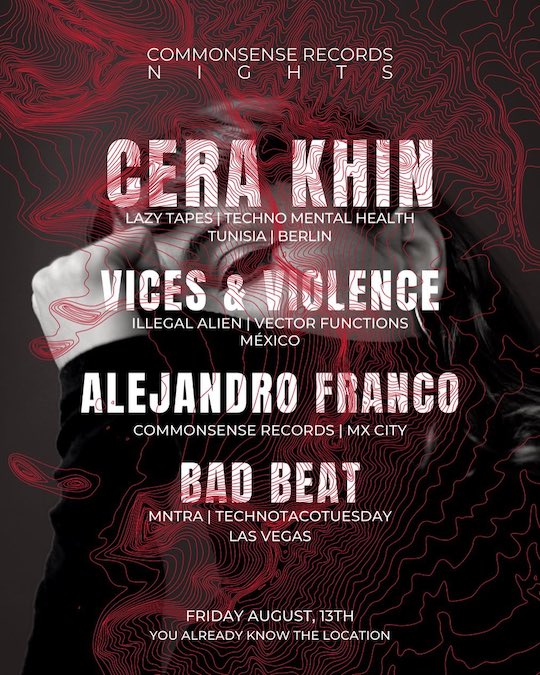 COMMONSENSE RECORDS
NIGHTS
CERA KHIN
LAZY TAPES | TECHNO MENTAL HEALTH
TUNISIA | BERLIN
VICES & VIOLENCE
ILLEGAL ALIEN | VECTOR FUNCTIONS
MÉXICO
ALEJANDRO FRANCO
COMMONSENSE RECORDS | MX CITY
BAD BEAT
MNTRA | TECHNOTACOTUESDAY
LAS VEGAS
FRIDAY AUGUST, 13TH
YOU ALREADY KNOW THE LOCATION